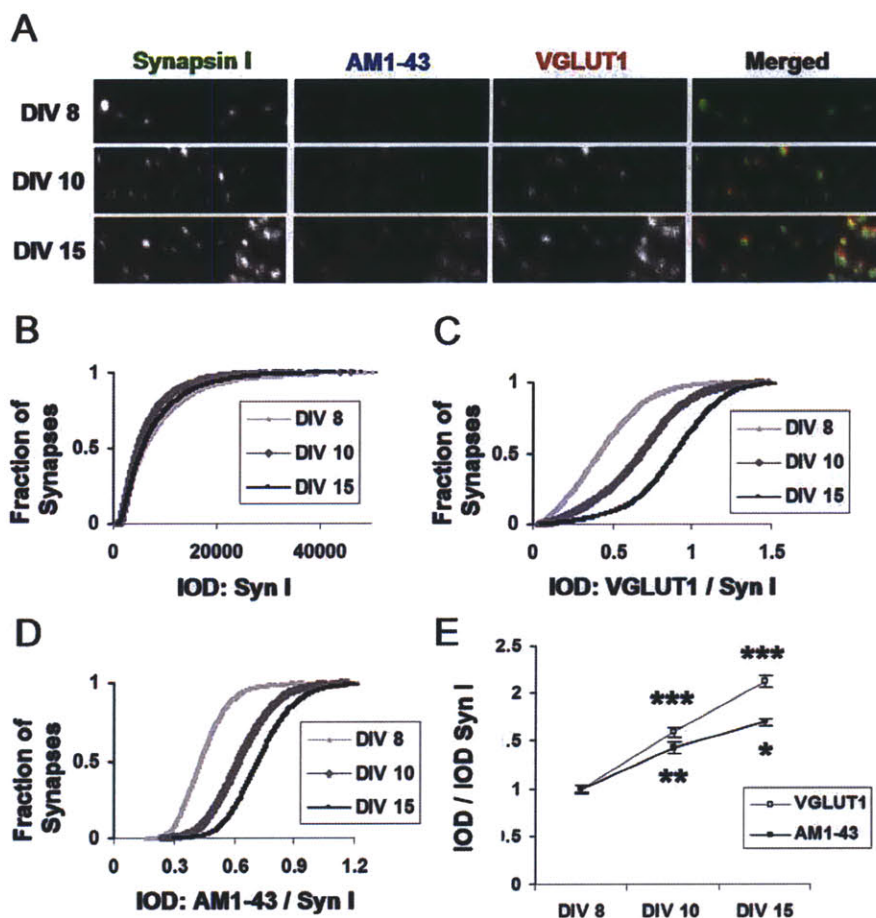 A
Synapsin I AM1-43 VGLUT1 Merged
DIV 8
DIV 10
DIV 15
B
Fraction of Synapses
1
0.5
0
0 20000 40000
IOD: Syn I
DIV 8
DIV 10
DIV 15
C
Fraction of Synapses
1
0.5
0
0 0.5 1 1.5
IOD: VGLUT1 / Syn I
DIV 8
DIV 10
DIV 15
D
Fraction of Synapses
1
0.5
0
0 0.3 0.6 0.9 1.2
IOD: AM1-43 / Syn I
DIV 8
DIV 10
DIV 15
E
IOD / IOD Syn I
2.5
2
1.5
1
0.5
0
*** ***
** *
VGLUT1
AM1-43
DIV 8 DIV 10 DIV 15